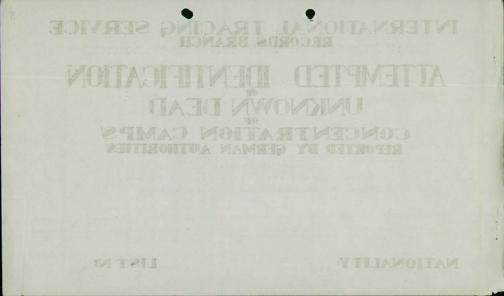 INTERNATIONAL TRACING SERVICE
RECORDS BRANCH
ATTEMPTED IDENTIFICATION
OF
UNKNOWN DEAD
OF
CONCENTRATION CAMPS
REPORTED BY GERMAN AUTHORITIES
NATIONALITY LIST No